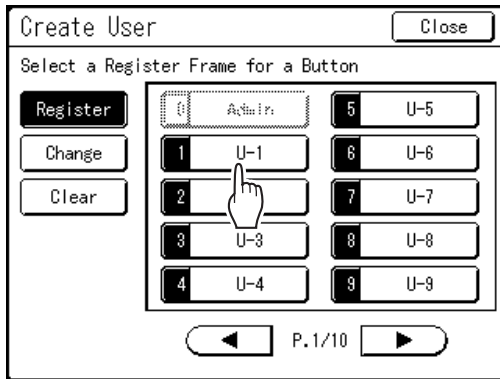 Create User Close
Select a Register Frame for a Button
Register 0 Admin 5 U-5
Change 1 U-1 6 U-6
Clear 2 7 U-7
3 U-3 8 U-8
4 U-4 9 U-9
P.1/10